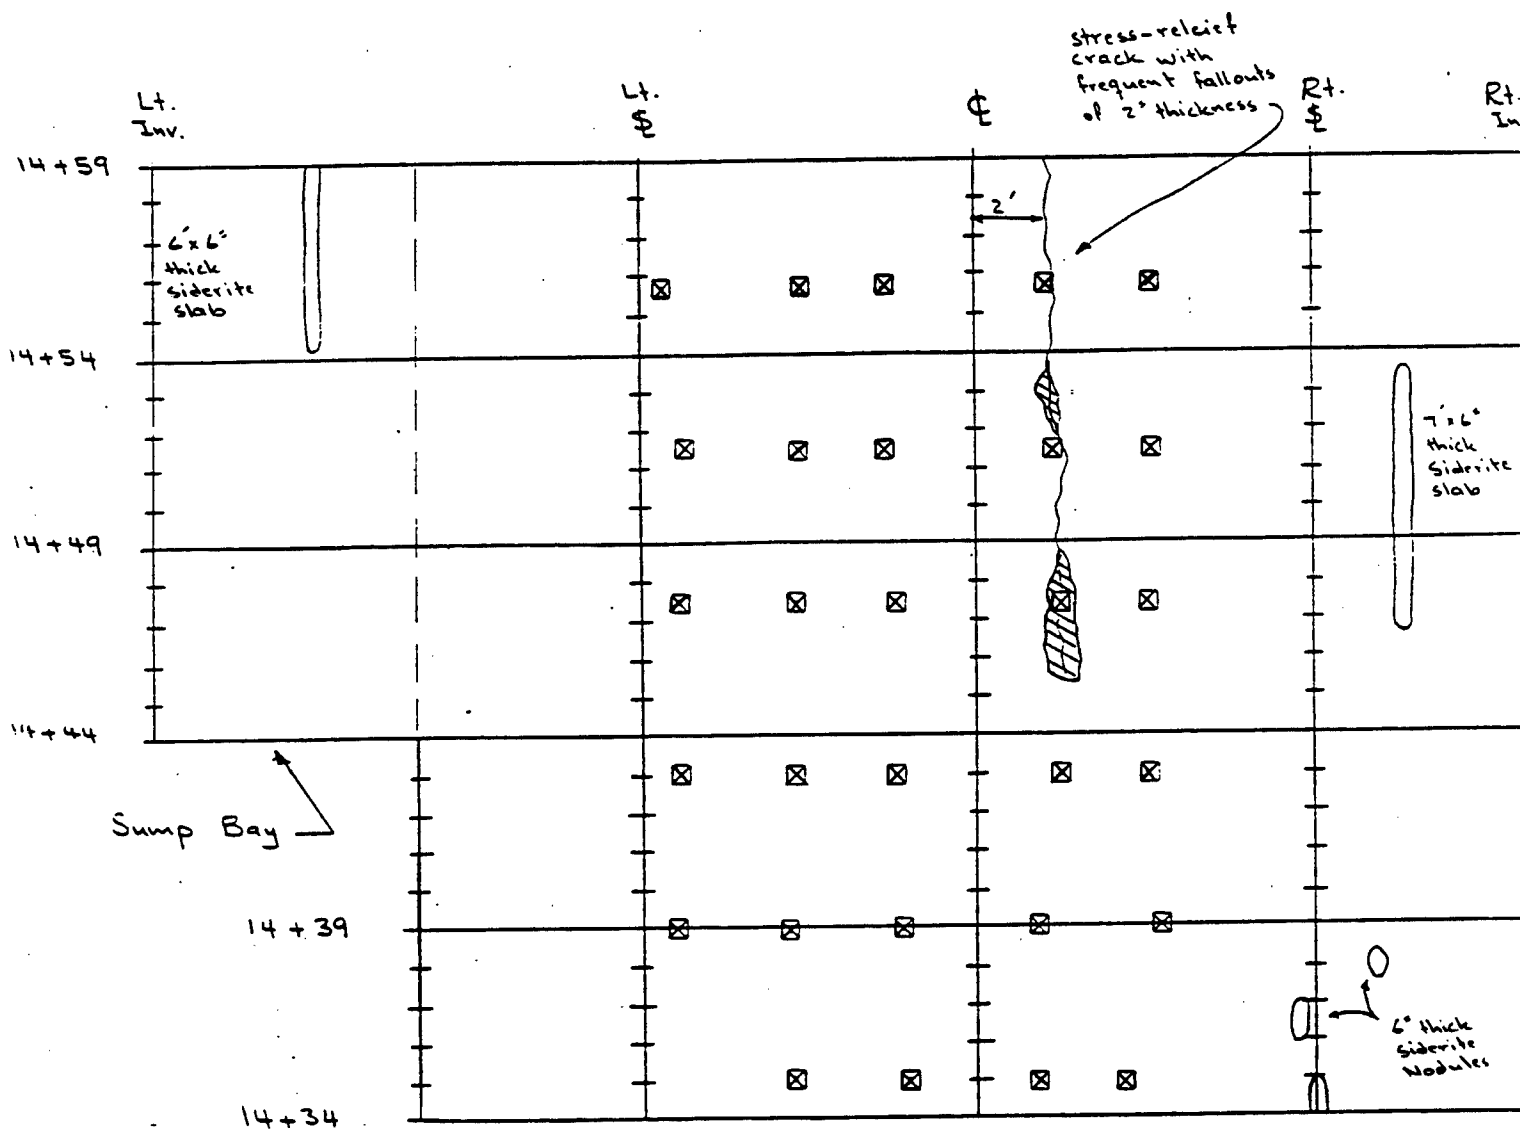 stress-releief
crack with
frequent fallouts
of 2" thickness
Lt.
Inv.
Lt.
℄
Rt.
Rt.
14+59
2'
6'x6"
thick
siderite
slab
14+54
7'x6"
thick
Siderite
slab
14+49
14+44
Sump Bay
14+39
6" thick
siderite
Nodules
14+34